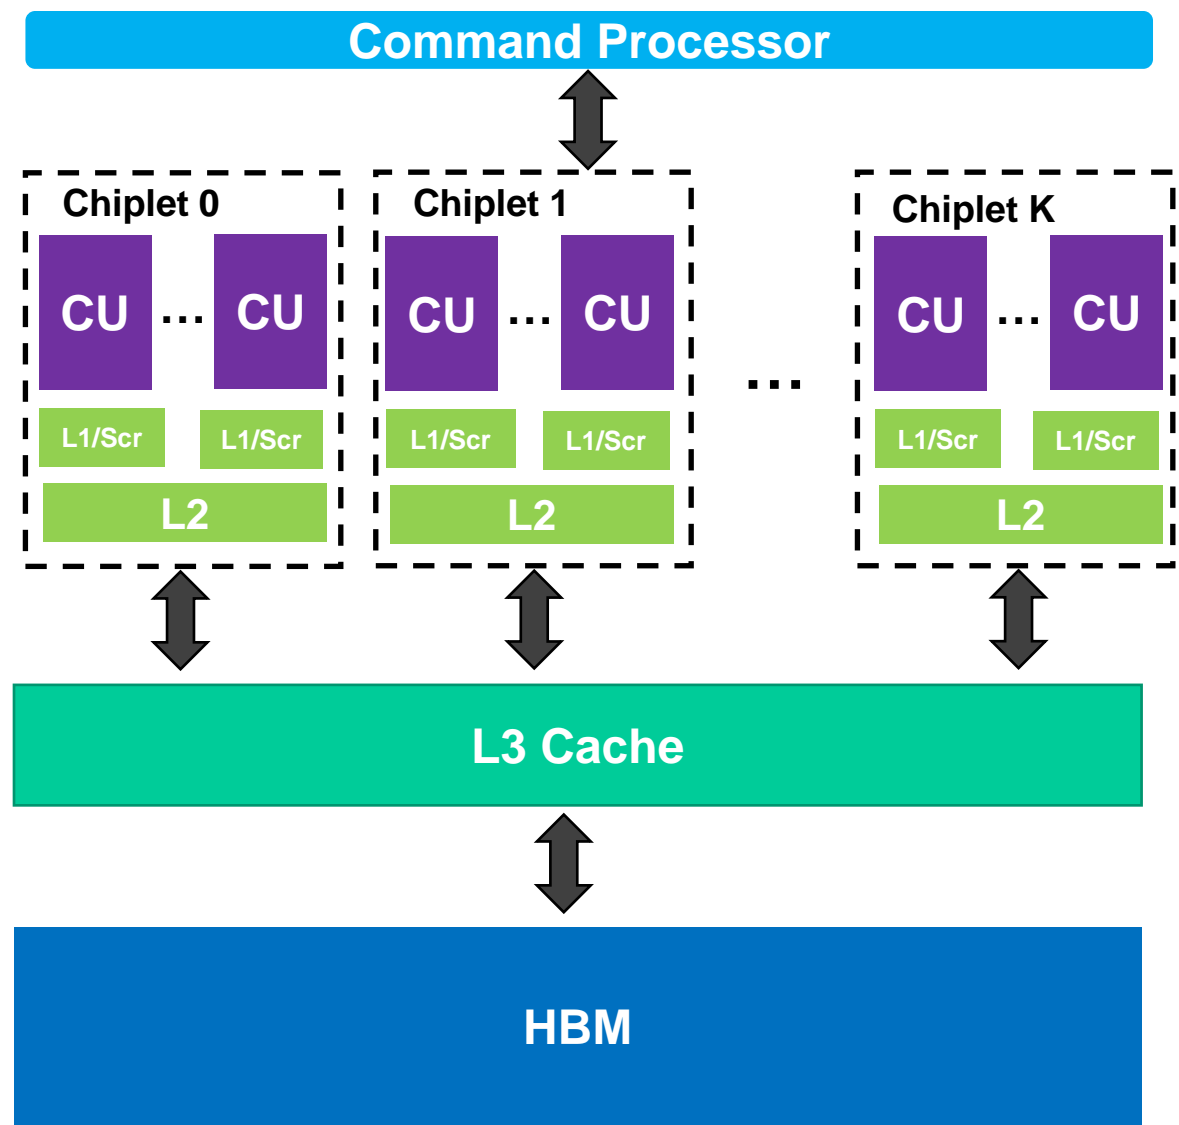 Command Processor
Chiplet 0
Chiplet 1
Chiplet K
CU ... CU
CU ... CU
...
CU ... CU
L1/Scr L1/Scr
L1/Scr L1/Scr
L1/Scr L1/Scr
L2
L2
L2
L3 Cache
HBM